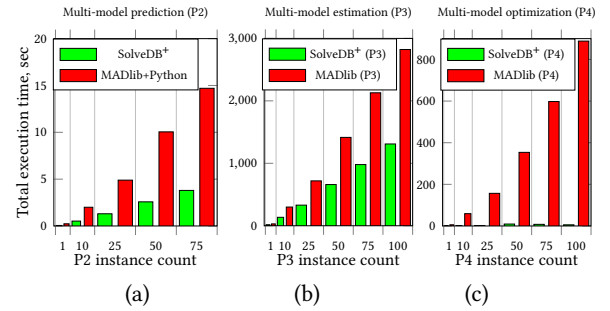 Multi-model prediction (P2)
Total execution time, sec
20
15
10
5
0
SolveDB+
MADlib+Python
1 10 25 50 75
P2 instance count
(a)
Multi-model estimation (P3)
3,000
2,000
1,000
0
SolveDB+ (P3)
MADlib (P3)
1 10 25 50 75 100
P3 instance count
(b)
Multi-model optimization (P4)
800
600
400
200
0
SolveDB+ (P4)
MADlib (P4)
1 10 25 50 75 100
P4 instance count
(c)